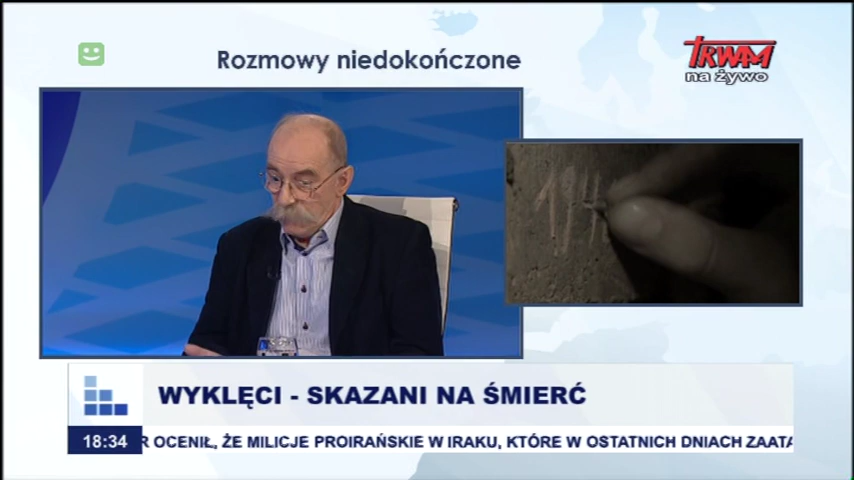 Rozmowy niedokończone
TRWAM
na żywo
WYKLĘCI - SKAZANI NA ŚMIERĆ
18:34
R OCENIŁ, ŻE MILICJE PROIRAŃSKIE W IRAKU, KTÓRE W OSTATNICH DNIACH ZAATA